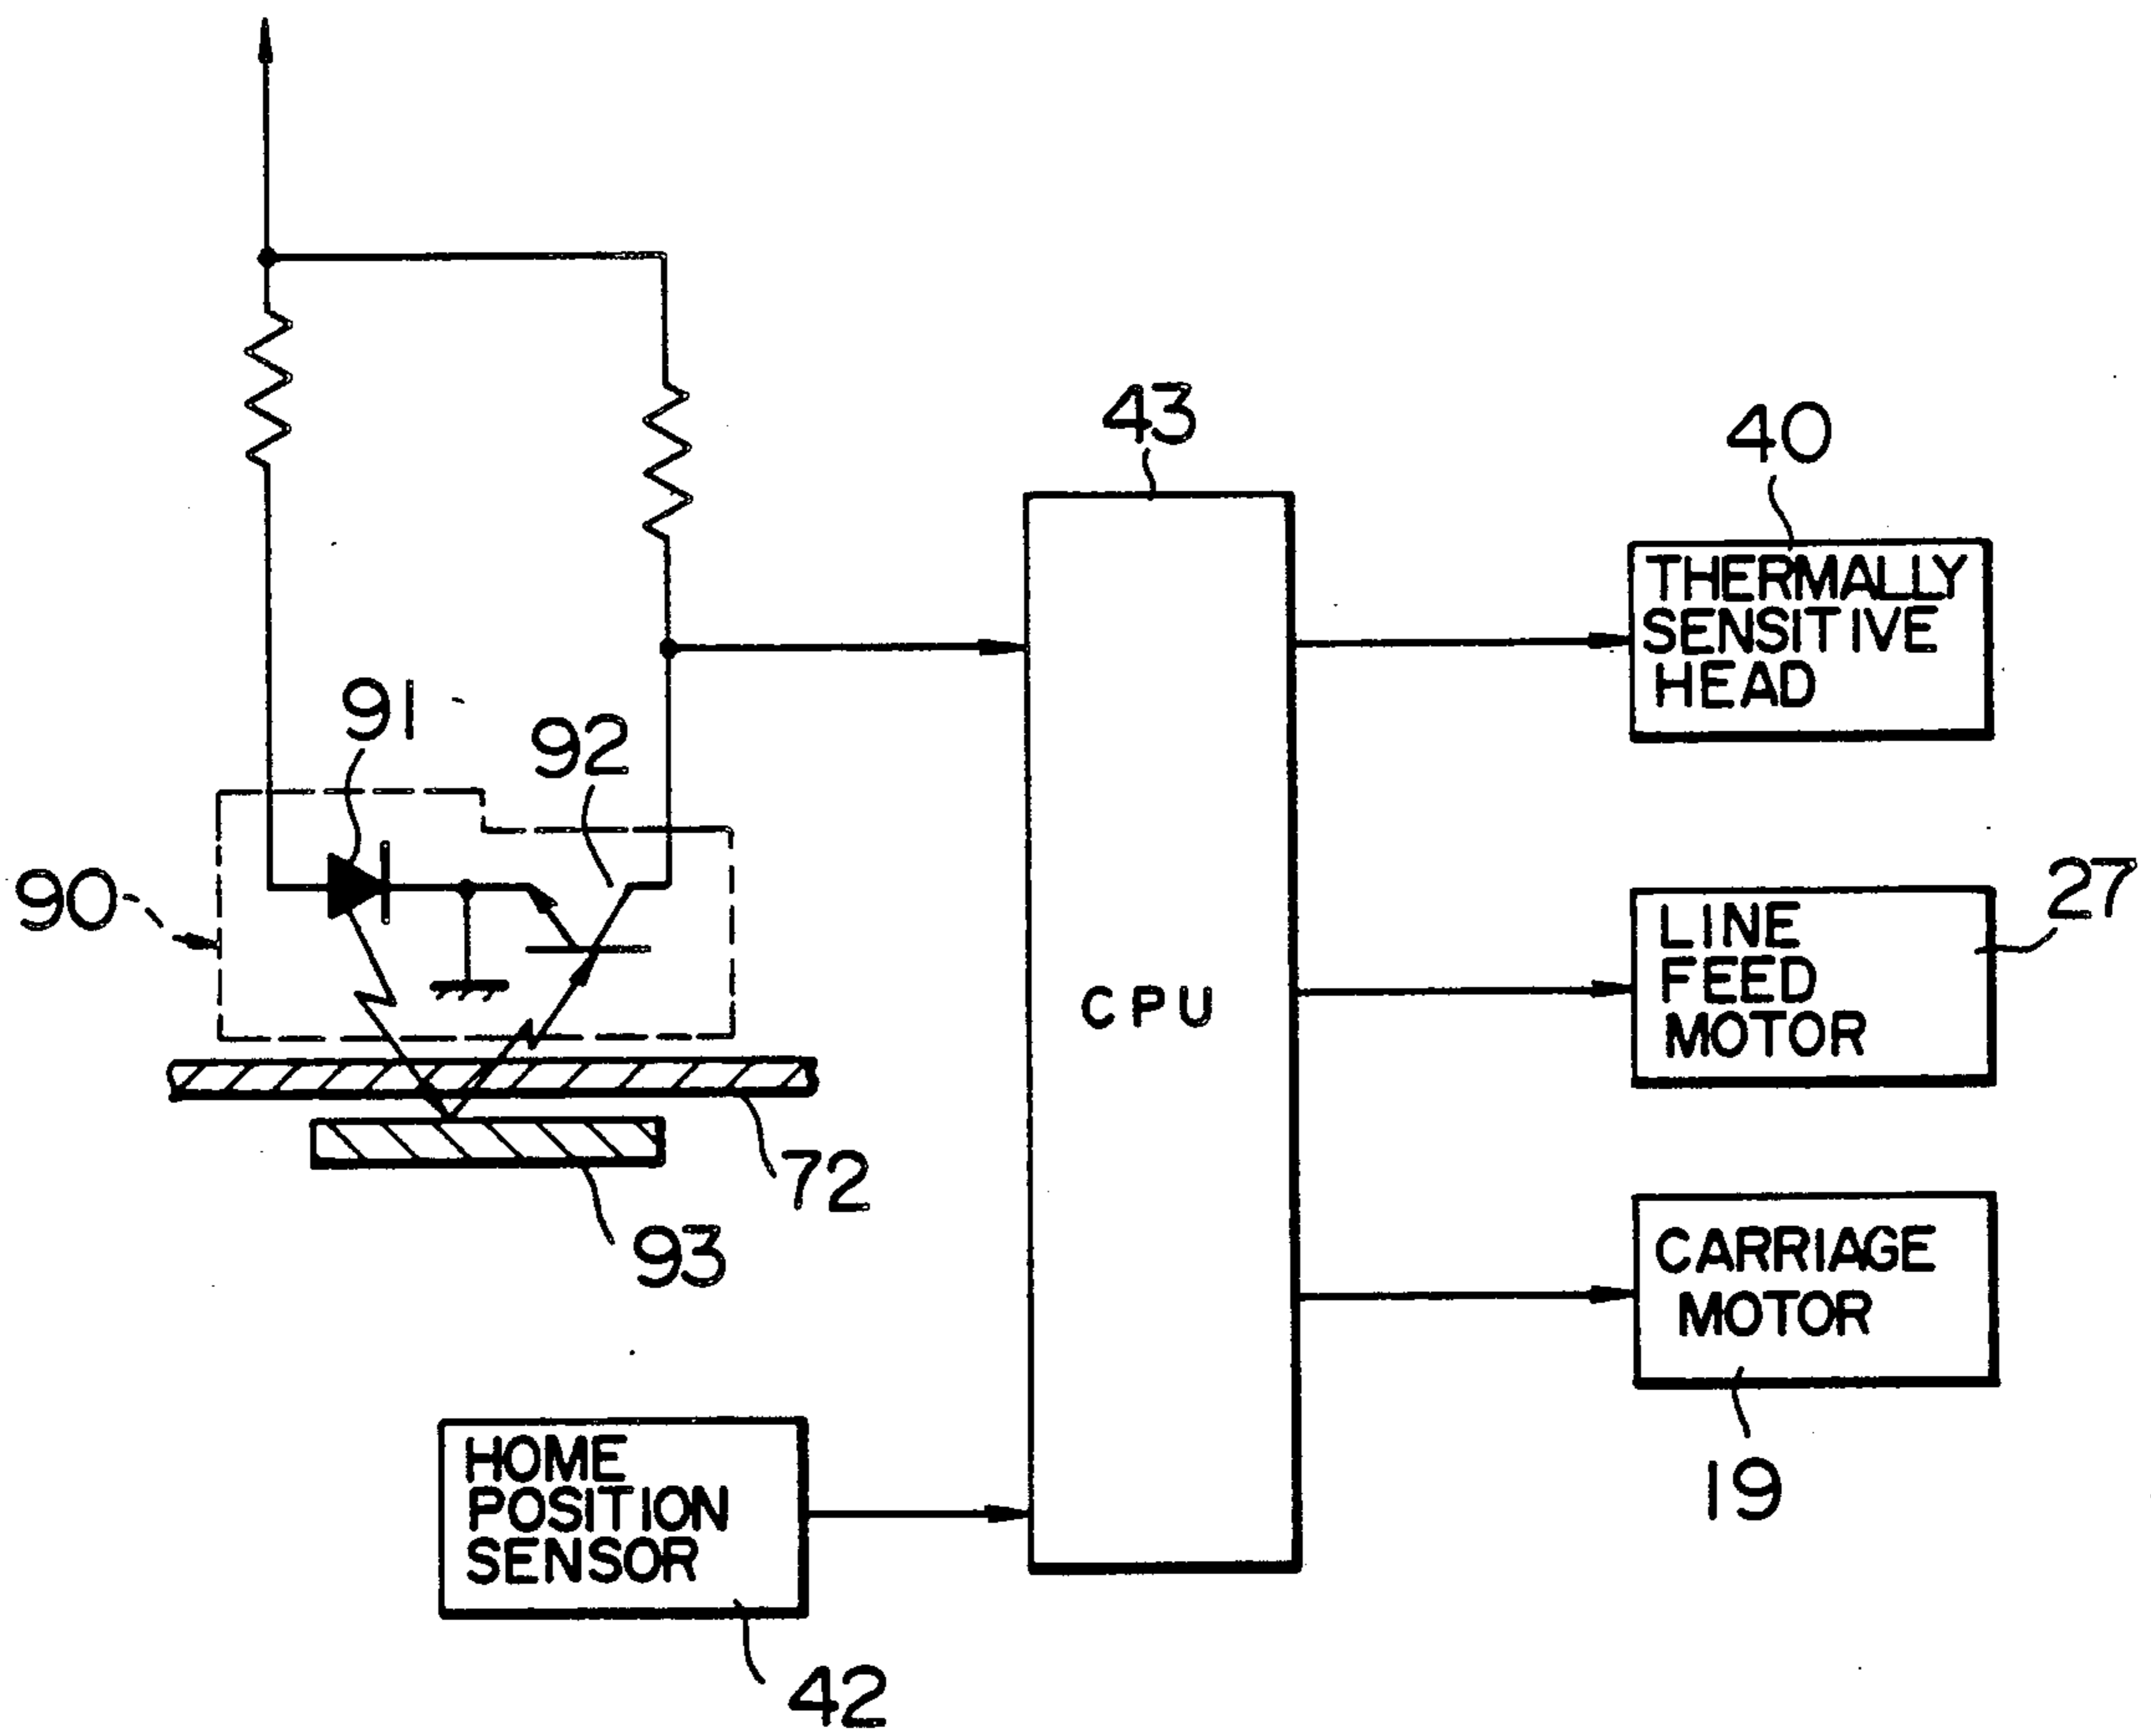 43
40
THERMALLY
SENSITIVE
HEAD
91
92
90
27
LINE
FEED
MOTOR
CPU
72
93
CARRIAGE
MOTOR
19
HOME
POSITION
SENSOR
42